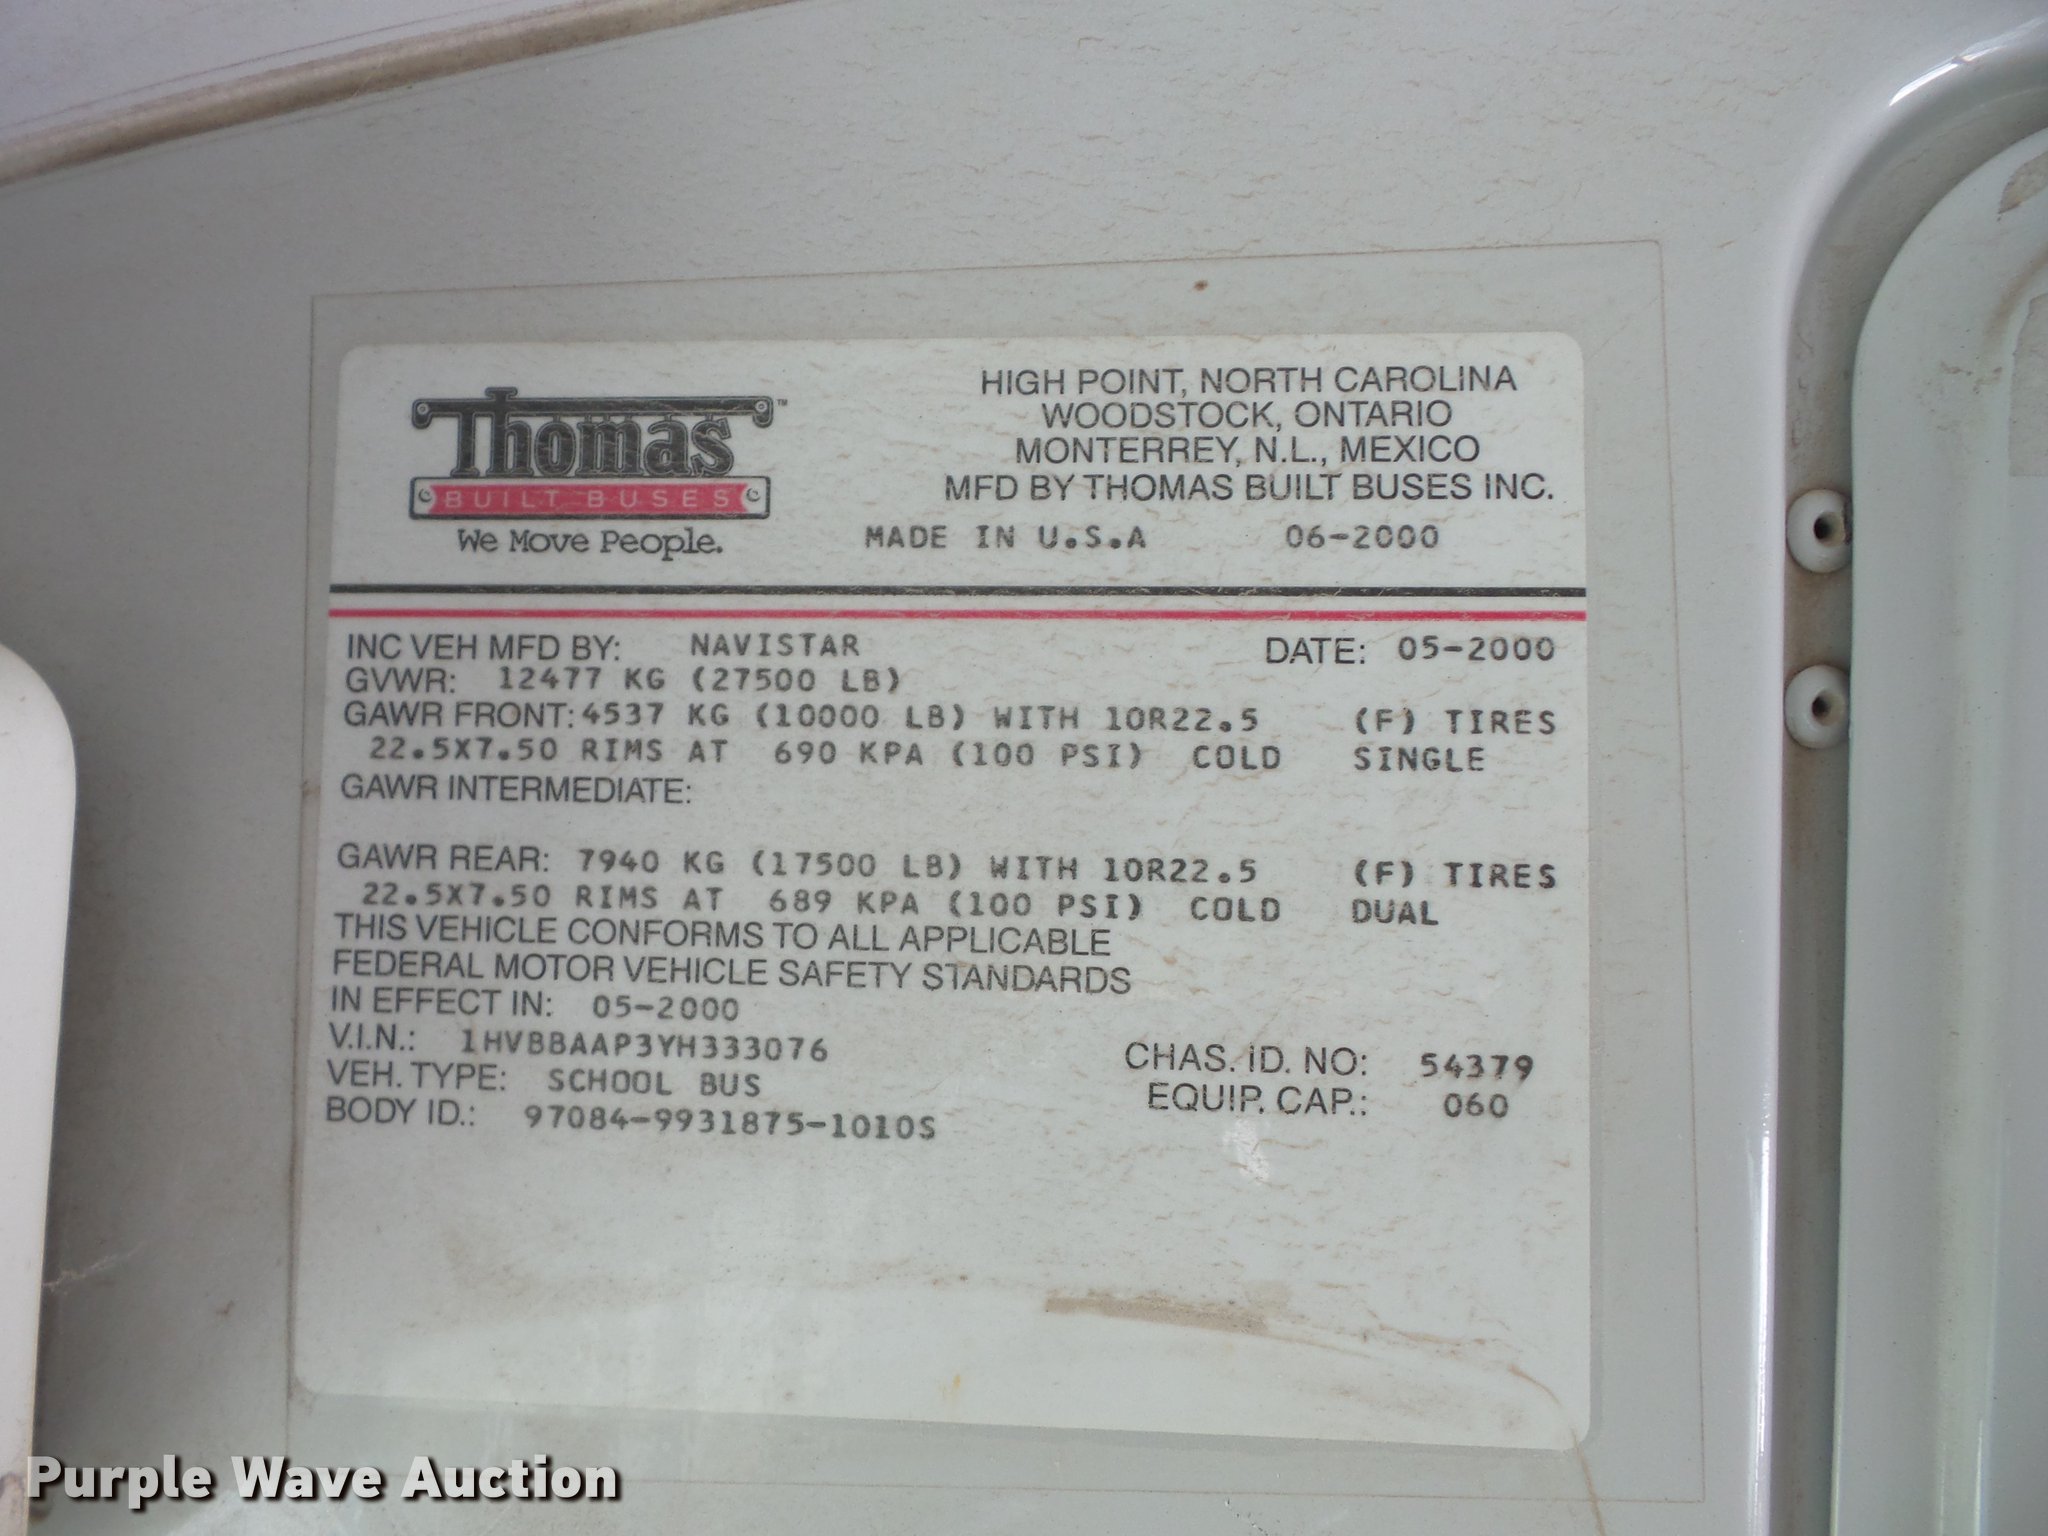 Thomas™
BUILT BUSES
We Move People.
HIGH POINT, NORTH CAROLINA
WOODSTOCK, ONTARIO
MONTERREY, N.L., MEXICO
MFD BY THOMAS BUILT BUSES INC.
MADE IN U.S.A 06-2000
INC VEH MFD BY: NAVISTAR DATE: 05-2000
GVWR: 12477 KG (27500 LB)
GAWR FRONT: 4537 KG (10000 LB) WITH 10R22.5 (F) TIRES
22.5X7.50 RIMS AT 690 KPA (100 PSI) COLD SINGLE
GAWR INTERMEDIATE:
GAWR REAR: 7940 KG (17500 LB) WITH 10R22.5 (F) TIRES
22.5X7.50 RIMS AT 689 KPA (100 PSI) COLD DUAL
THIS VEHICLE CONFORMS TO ALL APPLICABLE
FEDERAL MOTOR VEHICLE SAFETY STANDARDS
IN EFFECT IN: 05-2000
V.I.N.: 1HVBBAAP3YH333076
CHAS. ID. NO: 54379
VEH. TYPE: SCHOOL BUS
EQUIP. CAP.: 060
BODY ID.: 97084-9931875-1010S
Purple Wave Auction